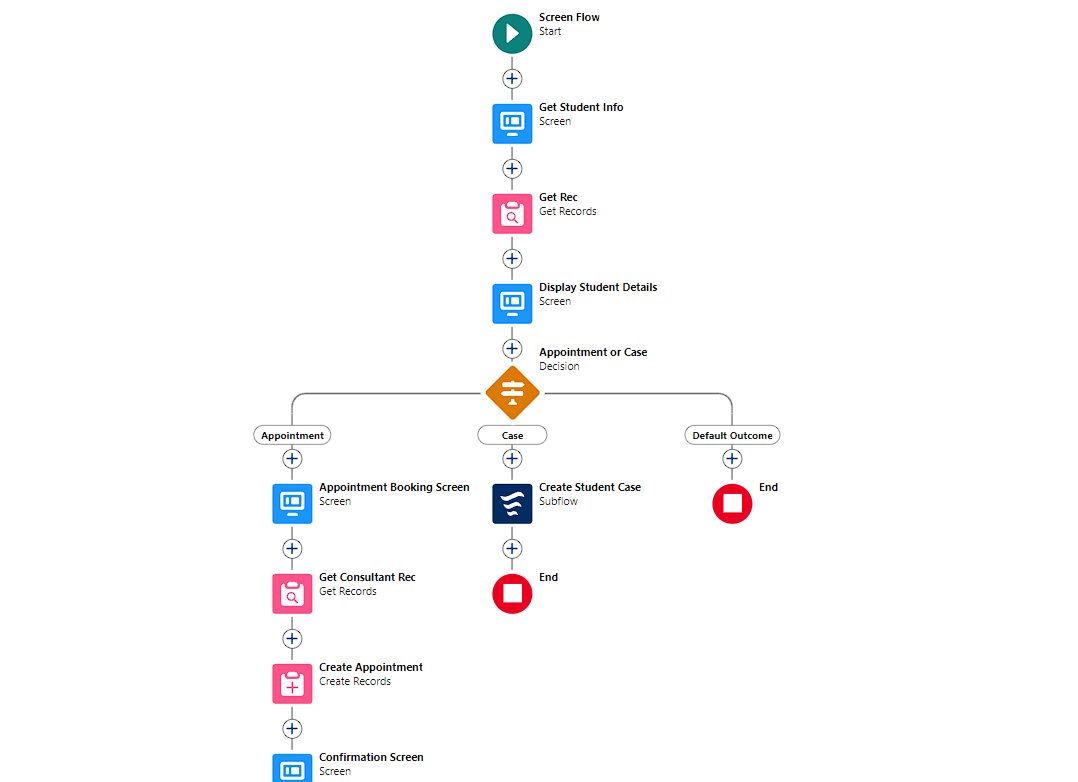 Screen Flow
Start
Get Student Info
Screen
Get Rec
Get Records
Display Student Details
Screen
Appointment or Case
Decision
Appointment
Case
Default Outcome
Appointment Booking Screen
Screen
Create Student Case
Subflow
End
Get Consultant Rec
Get Records
End
Create Appointment
Create Records
Confirmation Screen
Screen